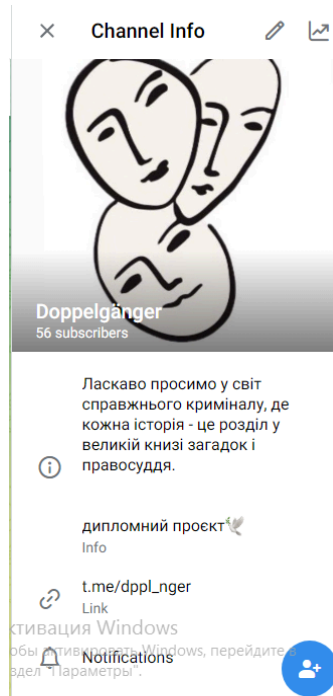 Channel Info
Doppelgänger
56 subscribers
Ласкаво просимо у світ
справжнього криміналу, де
кожна історія - це розділ у
великій книзі загадок і
правосуддя.
дипломний проєкт🕊
Info
t.me/dppl_nger
Link
ктивация Windows
обы активировать Windows, перейдите в
Notifications
здел "Параметры".